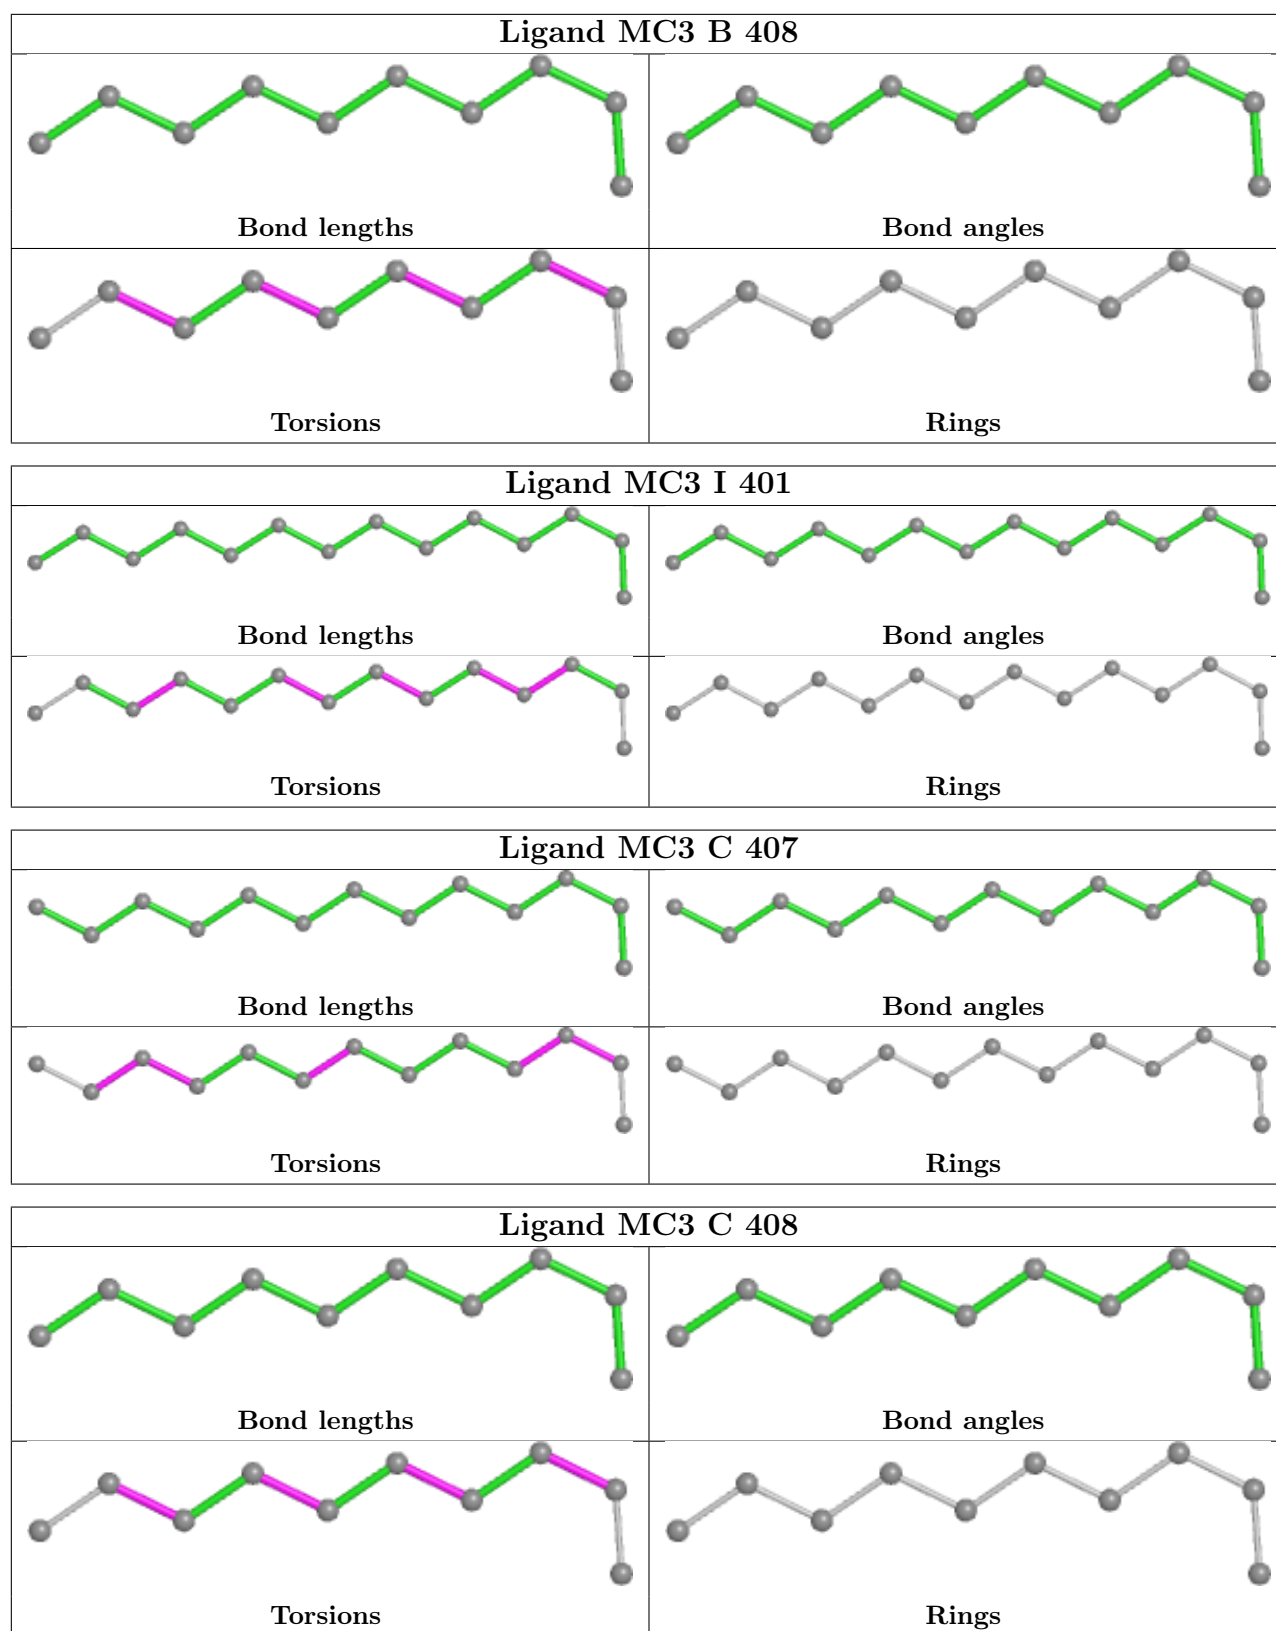 Ligand MC3 B 408
Bond lengths
Bond angles
Torsions
Rings
Ligand MC3 I 401
Bond lengths
Bond angles
Torsions
Rings
Ligand MC3 C 407
Bond lengths
Bond angles
Torsions
Rings
Ligand MC3 C 408
Bond lengths
Bond angles
Torsions
Rings